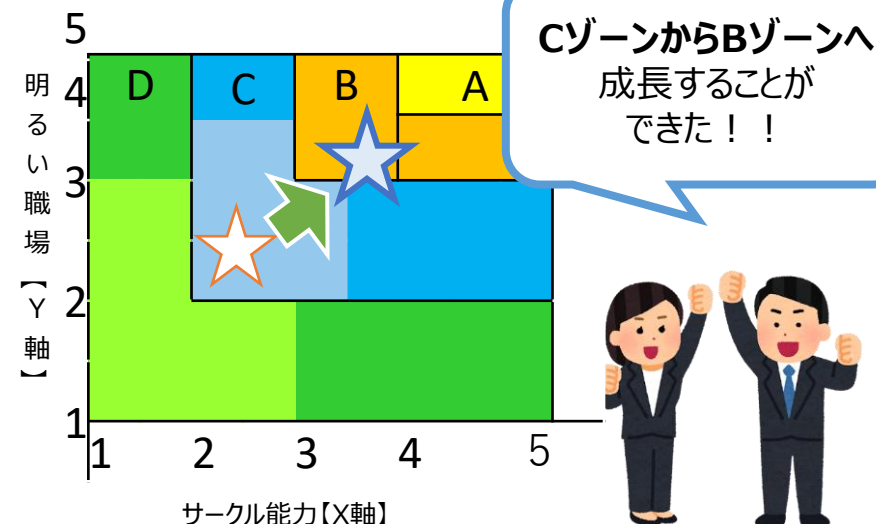 5
4
3
2
1
明るい職場【Y軸】
D
C
B
A
1
2
3
4
5
サークル能力【X軸】
CゾーンからBゾーンへ
成長することが
できた！！